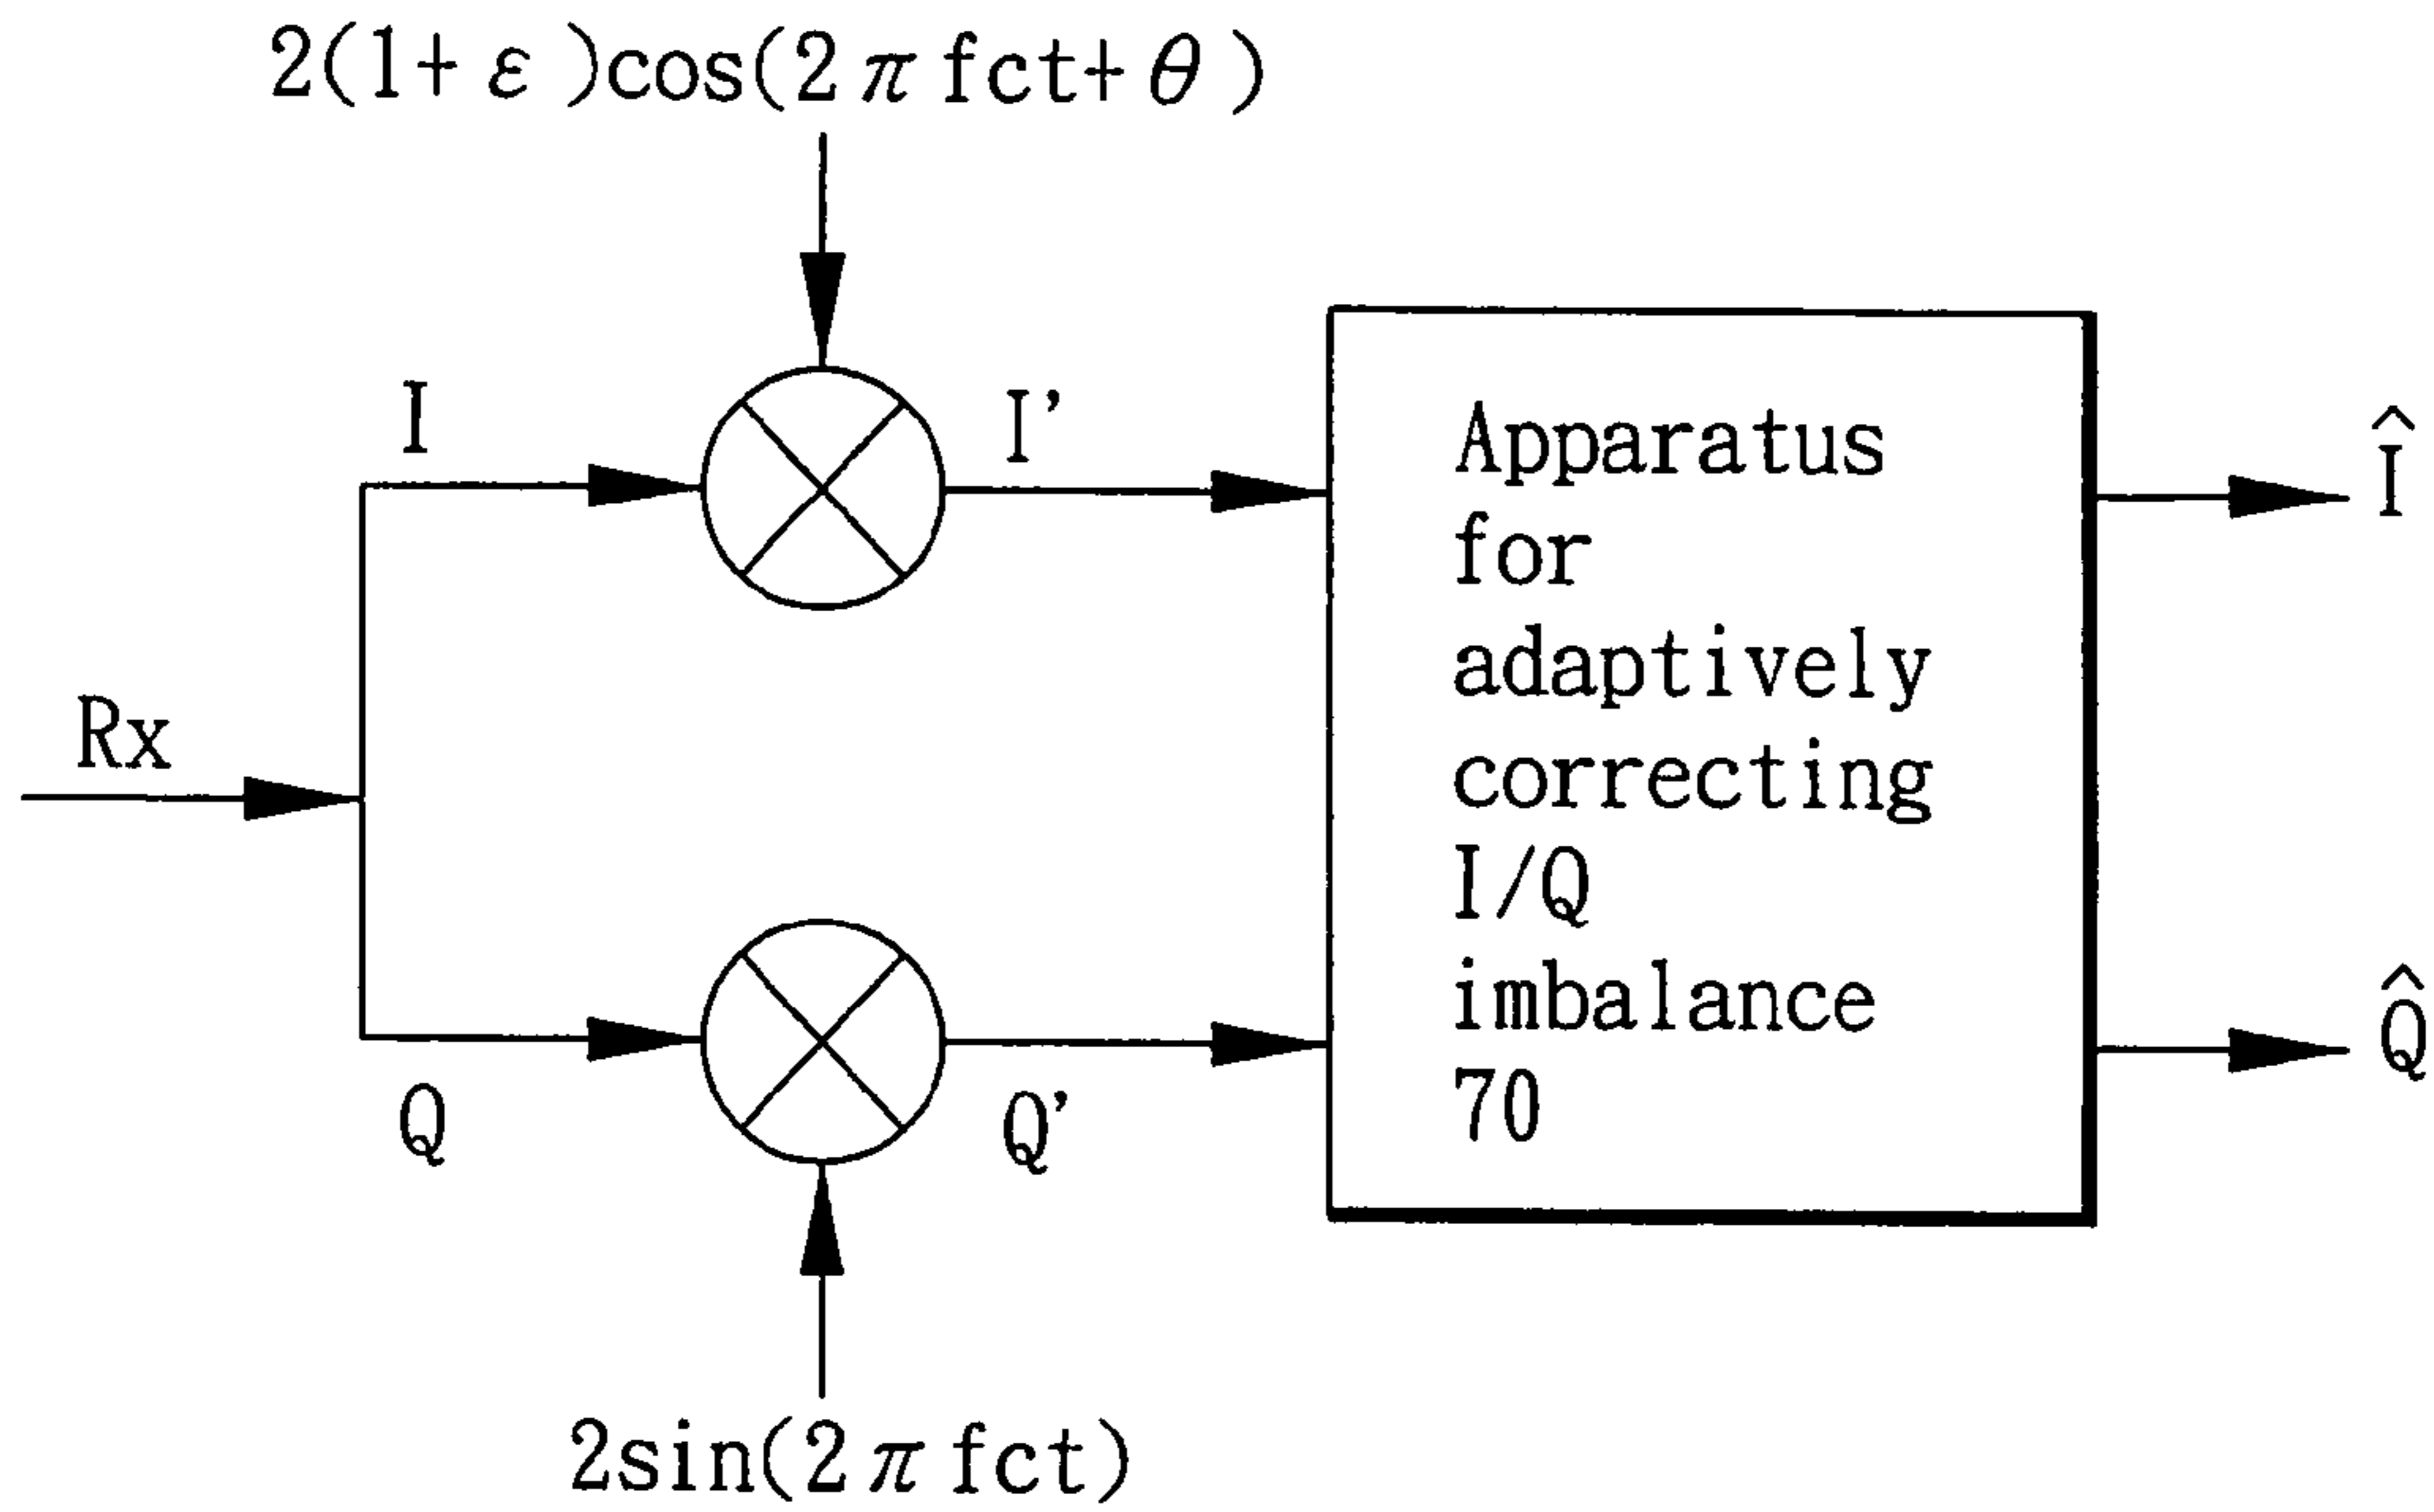 2(1+ε)cos(2πfct+θ)
I
I'
Apparatus
for
adaptively
correcting
I/Q
imbalance
70
Î
Rx
Q
Q'
Q̂
2sin(2πfct)